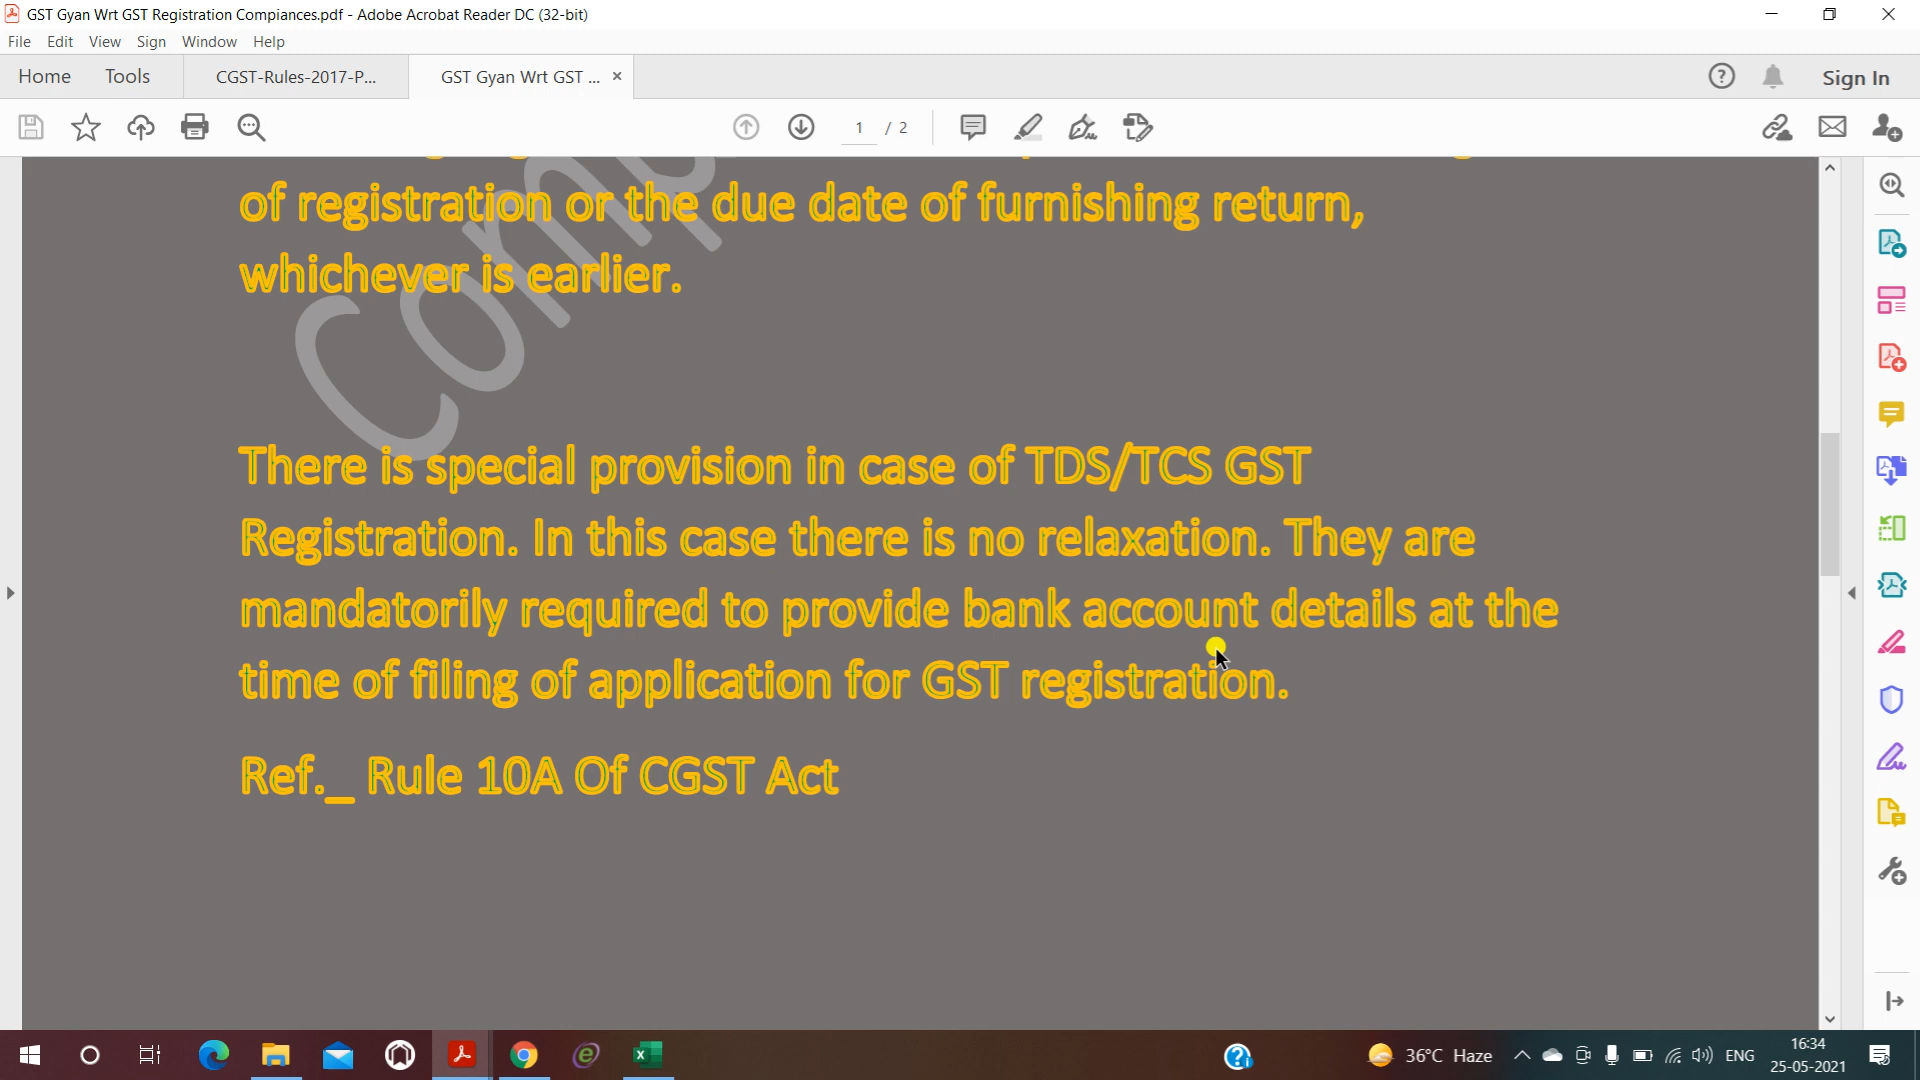 GST Gyan Wrt GST Registration Compiances.pdf - Adobe Acrobat Reader DC (32-bit)
File Edit View Sign Window Help
Home Tools CGST-Rules-2017-P... GST Gyan Wrt GST ... ×
? Sign In
1 / 2
of registration or the due date of furnishing return,
whichever is earlier.
Comp
There is special provision in case of TDS/TCS GST
Registration. In this case there is no relaxation. They are
mandatorily required to provide bank account details at the
time of filing of application for GST registration.
Ref._ Rule 10A Of CGST Act
36°C Haze ENG 16:34
25-05-2021